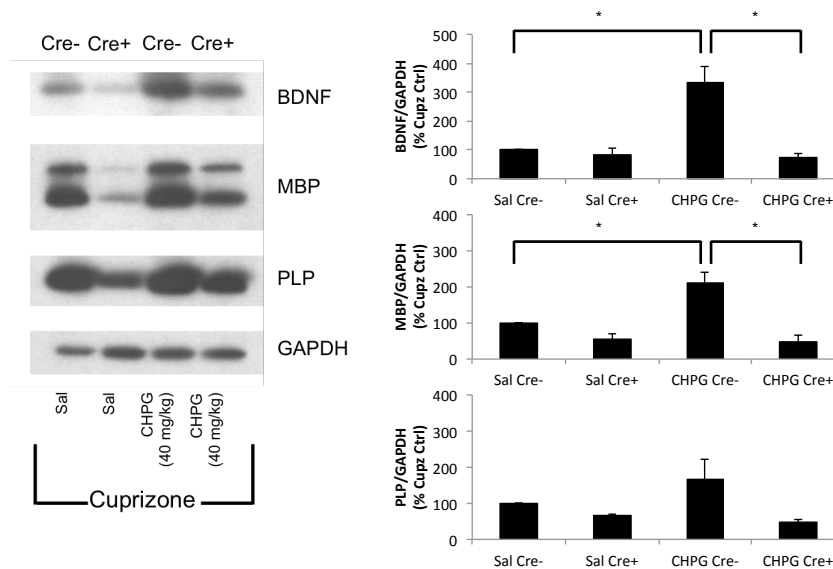 Cre- Cre+ Cre- Cre+
BDNF
MBP
PLP
GAPDH
Sal
Sal
CHPG
(40 mg/kg)
CHPG
(40 mg/kg)
Cuprizone
BDNF/GAPDH
(% Cupz Ctrl)
500
400
300
200
100
0
*
*
Sal Cre- Sal Cre+ CHPG Cre- CHPG Cre+
MBP/GAPDH
(% Cupz Ctrl)
400
300
200
100
0
*
*
Sal Cre- Sal Cre+ CHPG Cre- CHPG Cre+
PLP/GAPDH
(% Cupz Ctrl)
400
300
200
100
0
Sal Cre- Sal Cre+ CHPG Cre- CHPG Cre+